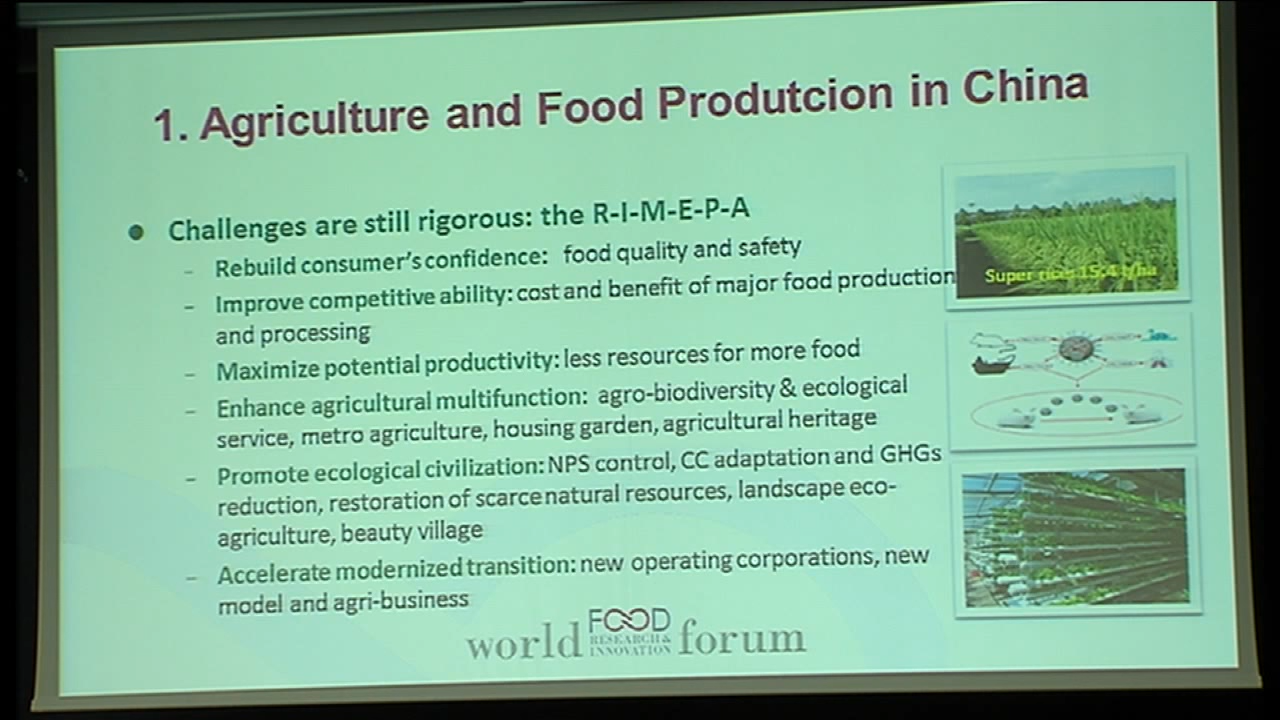 1. Agriculture and Food Produtcion in China
Challenges are still rigorous: the R-I-M-E-P-A
- Rebuild consumer's confidence: food quality and safety
- Improve competitive ability: cost and benefit of major food production
and processing
- Maximize potential productivity: less resources for more food
- Enhance agricultural multifunction: agro-biodiversity & ecological
service, metro agriculture, housing garden, agricultural heritage
- Promote ecological civilization: NPS control, CC adaptation and GHGs
reduction, restoration of scarce natural resources, landscape eco-
agriculture, beauty village
- Accelerate modernized transition: new operating corporations, new
model and agri-business
Super rice: 15.4 t/ha
world FOOD RESEARCH & INNOVATION forum